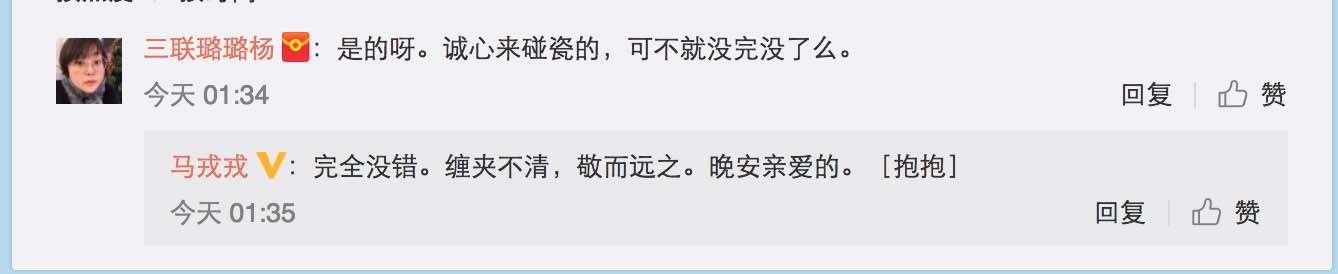 三联璐璐杨：是的呀。诚心来碰瓷的，可不就没完没了么。
今天 01:34
回复 赞
马戎戎：完全没错。缠夹不清，敬而远之。晚安亲爱的。［抱抱］
今天 01:35
回复 赞